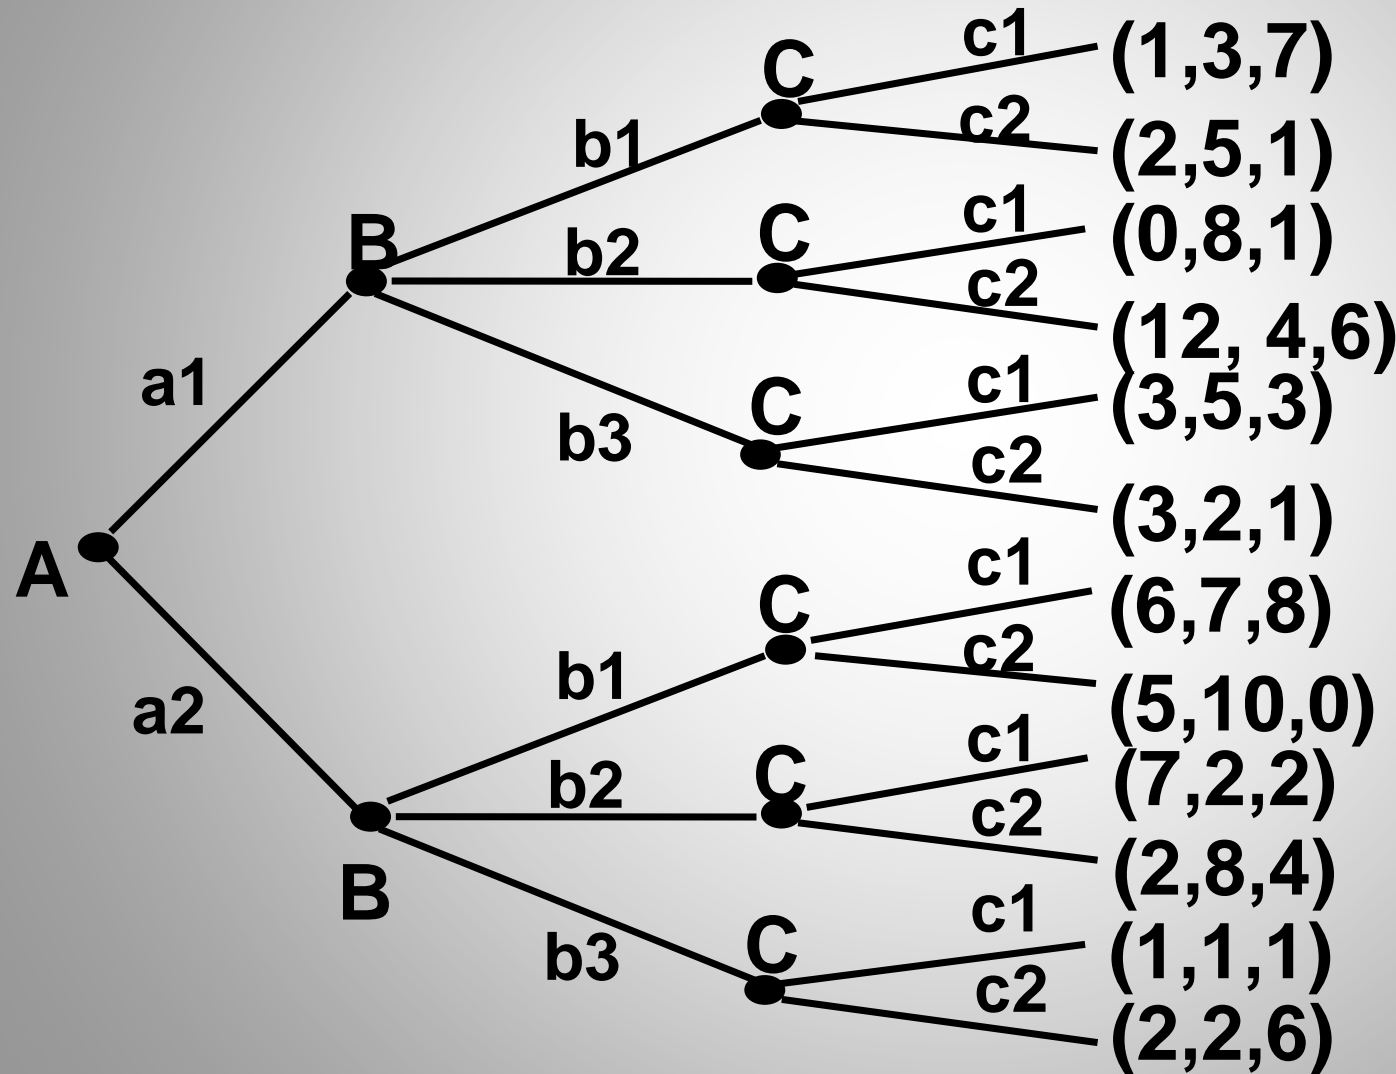 c1
(1,3,7)
C
c2
b1
(2,5,1)
c1
B
b2
C
(0,8,1)
c2
(12, 4,6)
a1
c1
C
(3,5,3)
b3
c2
(3,2,1)
A
c1
C
(6,7,8)
c2
b1
a2
(5,10,0)
c1
b2
C
(7,2,2)
c2
(2,8,4)
B
c1
b3
C
(1,1,1)
c2
(2,2,6)